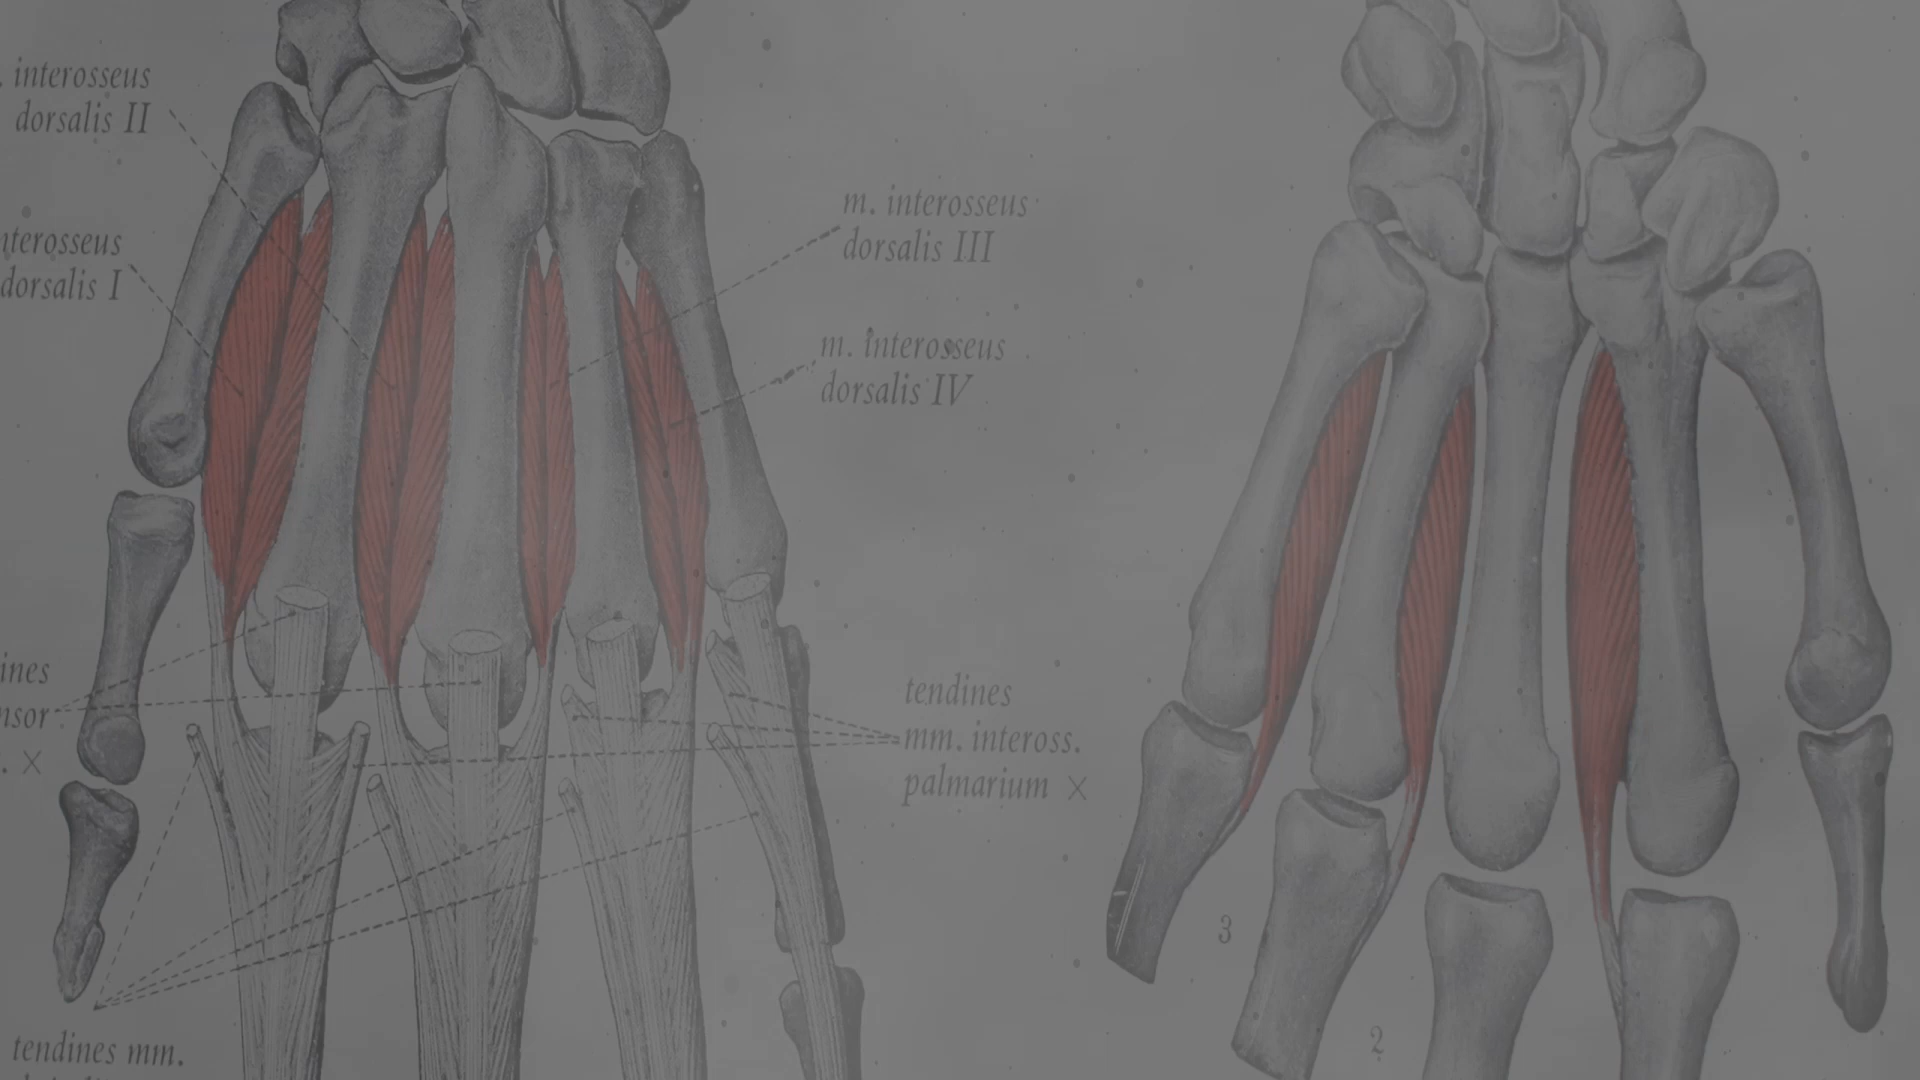 . interosseus
dorsalis II
nterosseus
dorsalis I
m. interosseus
dorsalis III
m. interosseus
dorsalis IV
ines
nsor
. ×
tendines
mm. inteross.
palmarium ×
tendines mm.
3
2